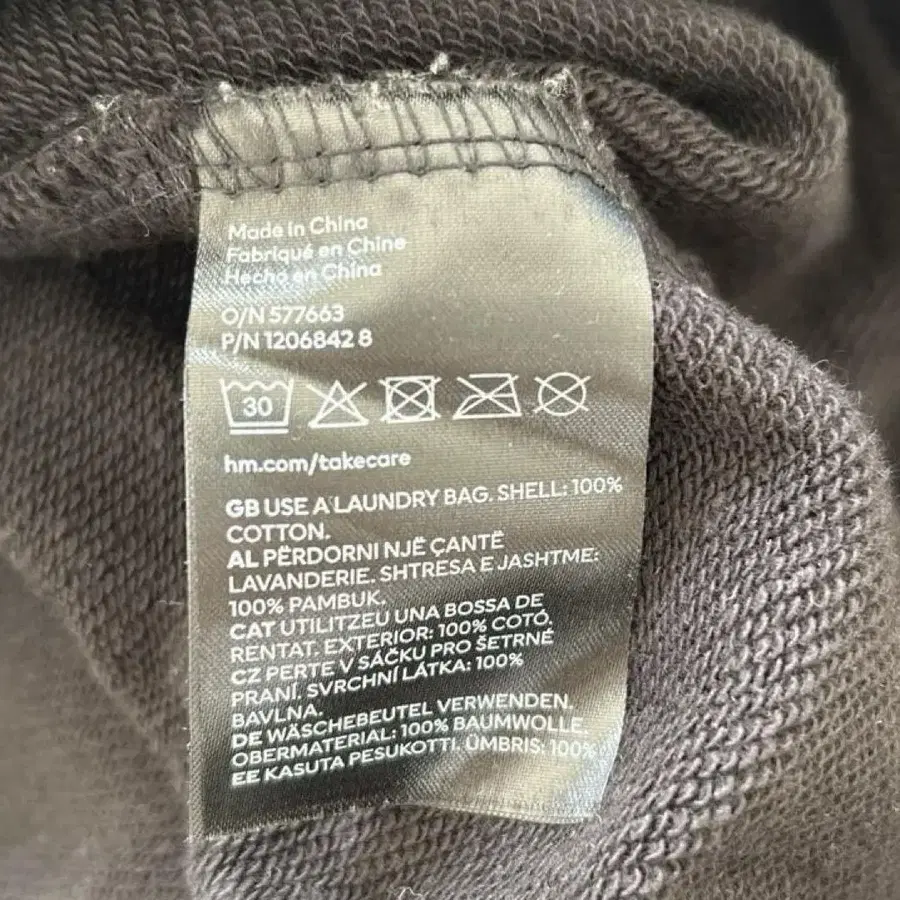 Made in China
Fabriqué en Chine
Hecho en China
O/N 577663
P/N 1206842 8
30
hm.com/takecare
GB USE A LAUNDRY BAG. SHELL: 100%
COTTON.
AL PËRDORNI NJË ÇANTË
LAVANDERIE. SHTRESA E JASHTME:
100% PAMBUK.
CAT UTILITZEU UNA BOSSA DE
RENTAT. EXTERIOR: 100% COTÓ.
CZ PERTE V SÁČKU PRO ŠETRNÉ
PRANÍ. SVRCHNÍ LÁTKA: 100%
BAVLNA.
DE WÄSCHEBEUTEL VERWENDEN.
OBERMATERIAL: 100% BAUMWOLLE.
EE KASUTA PESUKOTTI. ÜMBRIS: 100%